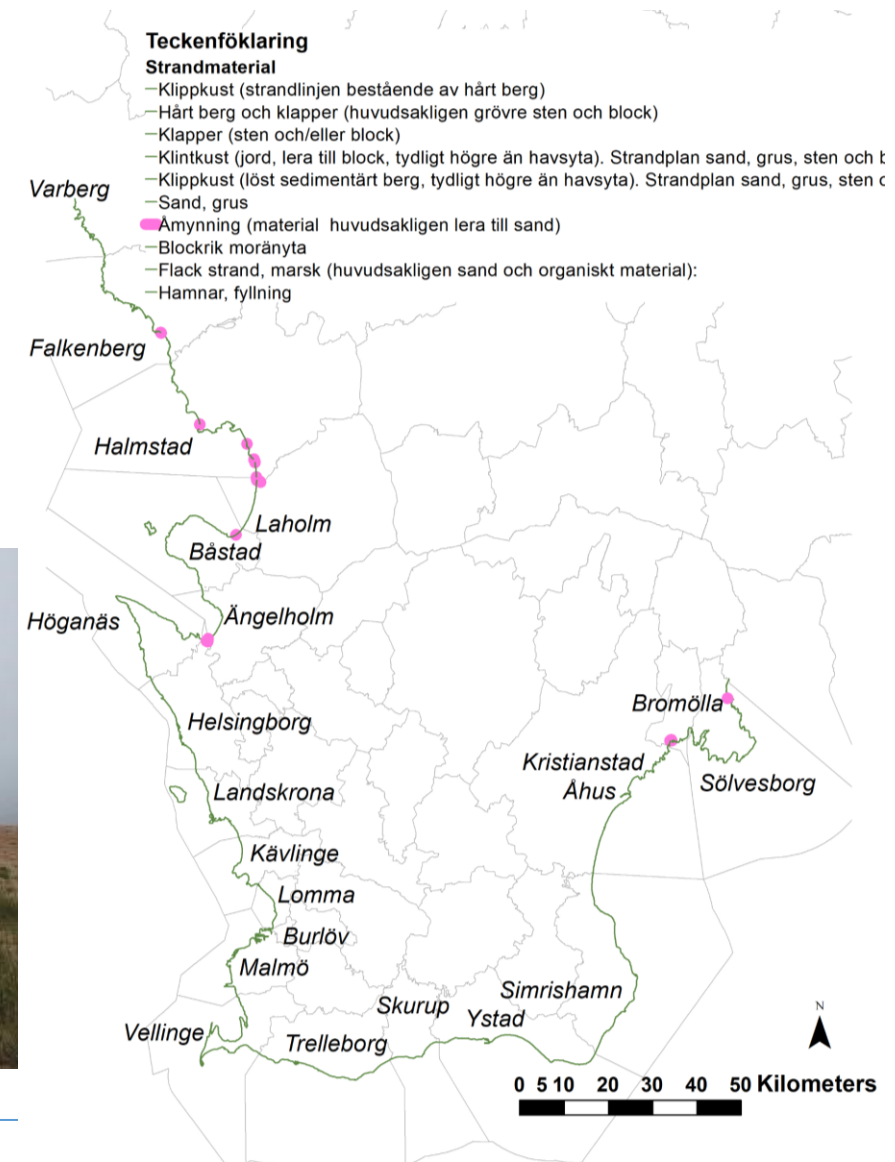 Teckenföklaring
Strandmaterial
Klippkust (strandlinjen bestående av hårt berg)
Hårt berg och klapper (huvudsakligen grövre sten och block)
Klapper (sten och/eller block)
Klintkust (jord, lera till block, tydligt högre än havsyta). Strandplan sand, grus, sten och b
Klippkust (löst sedimentärt berg, tydligt högre än havsyta). Strandplan sand, grus, sten o
Sand, grus
Åmynning (material huvudsakligen lera till sand)
Blockrik moränyta
Flack strand, marsk (huvudsakligen sand och organiskt material):
Hamnar, fyllning
Varberg
Falkenberg
Halmstad
Laholm
Båstad
Ängelholm
Höganäs
Helsingborg
Landskrona
Kävlinge
Lomma
Burlöv
Malmö
Vellinge
Trelleborg
Skurup
Ystad
Simrishamn
Bromölla
Kristianstad
Åhus
Sölvesborg
N
0 5 10 20 30 40 50 Kilometers